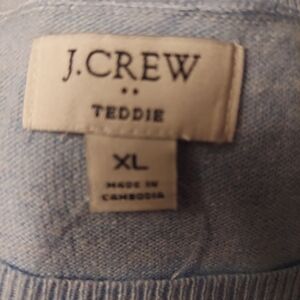 J.CREW
TEDDIE
XL
MADE IN
CAMBODIA